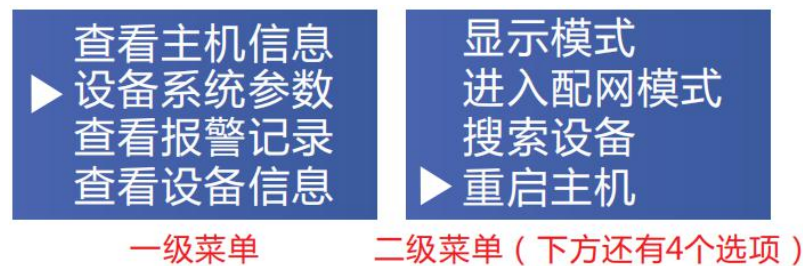 查看主机信息
▶设备系统参数
查看报警记录
查看设备信息
显示模式
进入配网模式
搜索设备
▶重启主机
一级菜单
二级菜单（下方还有4个选项）